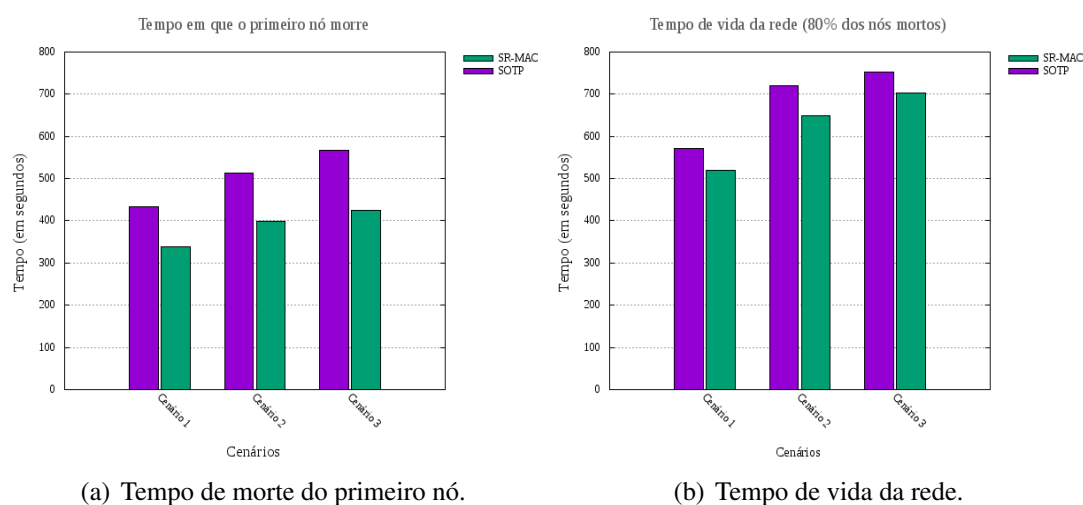 Tempo em que o primeiro nó morre
800
700
600
500
400
300
200
100
0
Tempo (em segundos)
Cenário 1
Cenário 2
Cenário 3
Cenários
SR-MAC
SOTP
(a) Tempo de morte do primeiro nó.
Tempo de vida da rede (80% dos nós mortos)
800
700
600
500
400
300
200
100
0
Tempo (em segundos)
Cenário 1
Cenário 2
Cenário 3
Cenários
SR-MAC
SOTP
(b) Tempo de vida da rede.